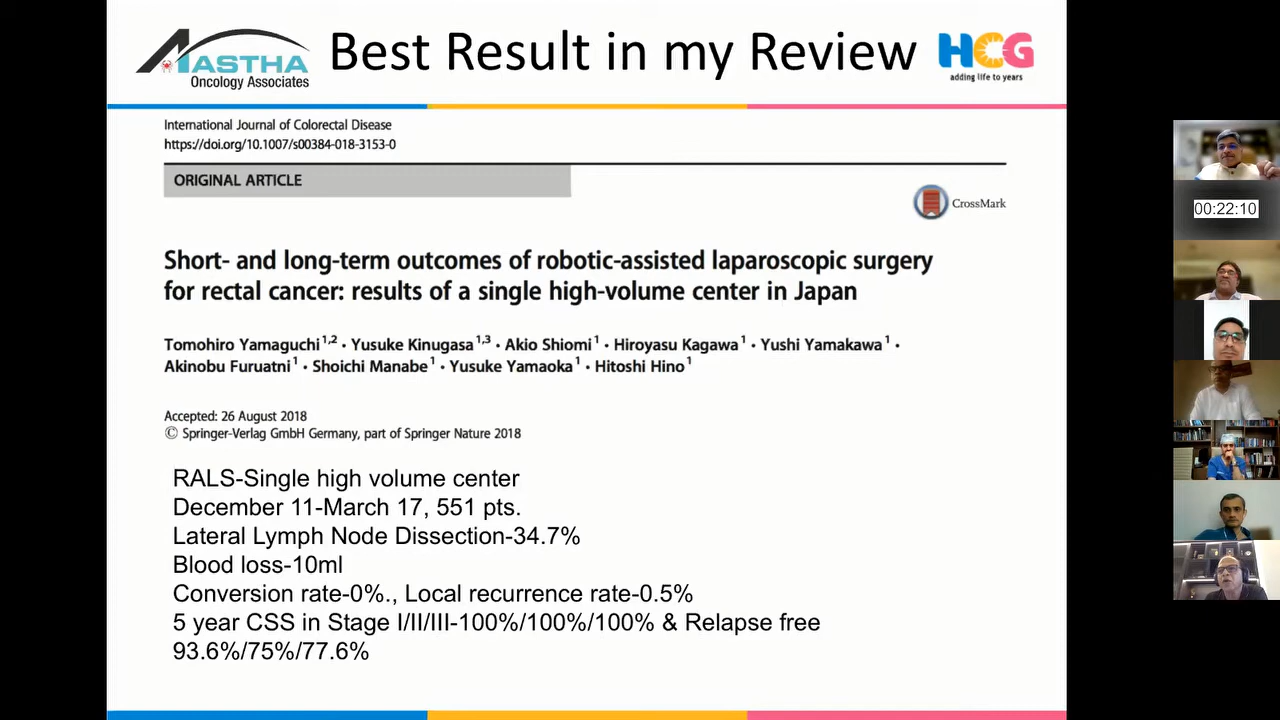 AASTHA
Oncology Associates
Best Result in my Review
HCG
adding life to years
International Journal of Colorectal Disease
https://doi.org/10.1007/s00384-018-3153-0
ORIGINAL ARTICLE
CrossMark
Short- and long-term outcomes of robotic-assisted laparoscopic surgery
for rectal cancer: results of a single high-volume center in Japan
Tomohiro Yamaguchi1,2 · Yusuke Kinugasa1,3 · Akio Shiomi1 · Hiroyasu Kagawa1 · Yushi Yamakawa1 ·
Akinobu Furuatni1 · Shoichi Manabe1 · Yusuke Yamaoka1 · Hitoshi Hino1
Accepted: 26 August 2018
© Springer-Verlag GmbH Germany, part of Springer Nature 2018
RALS-Single high volume center
December 11-March 17, 551 pts.
Lateral Lymph Node Dissection-34.7%
Blood loss-10ml
Conversion rate-0%., Local recurrence rate-0.5%
5 year CSS in Stage I/II/III-100%/100%/100% & Relapse free
93.6%/75%/77.6%
00:22:10